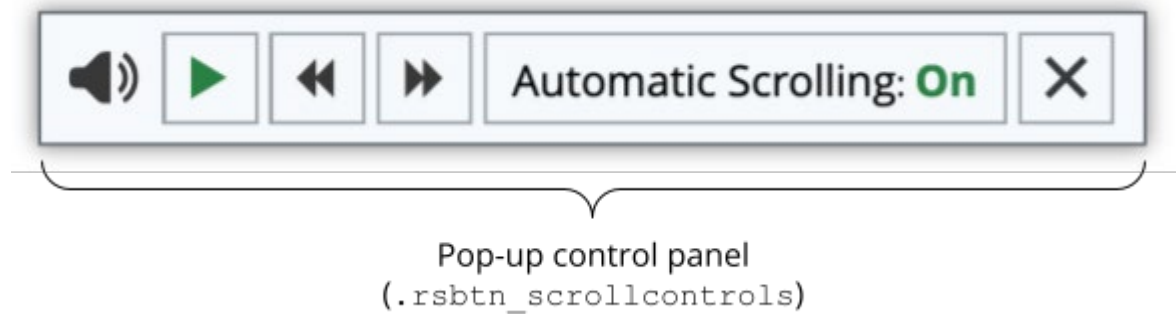 Automatic Scrolling: On
Pop-up control panel
(.rsbtn_scrollcontrols)